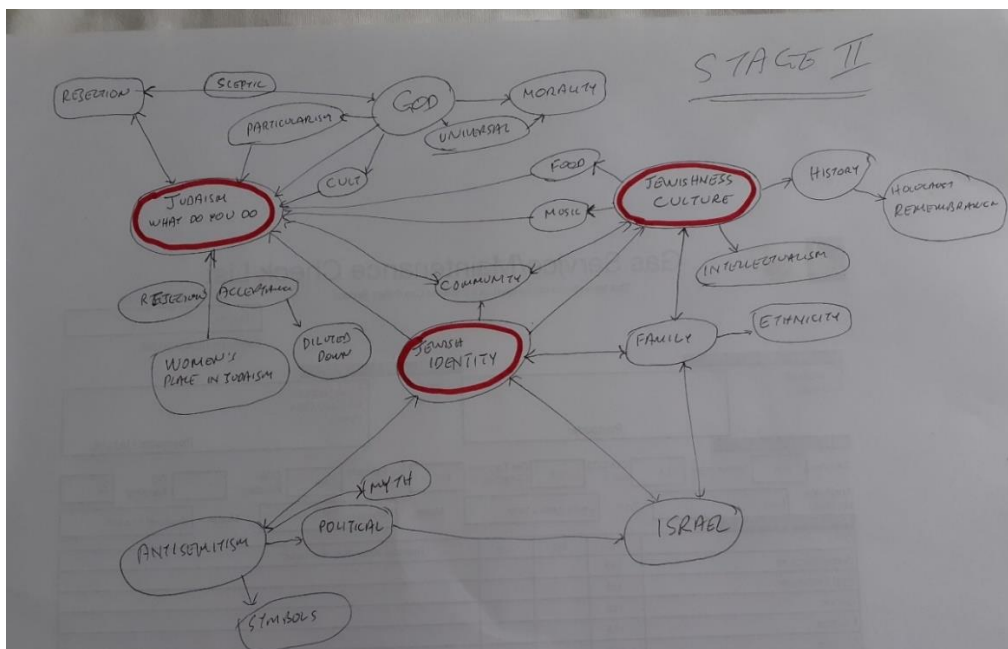 STAGE II
REJECTION
SCEPTIC
GOD
MORALITY
PARTICULARISM
UNIVERSAL
CULT
FOOD
MUSIC
JUDAISM
WHAT DO YOU DO
JEWISHNESS
CULTURE
HISTORY
HOLOCAUST
REMEMBRANCE
INTELLECTUALISM
COMMUNITY
REJECTION
ACCEPTANCE
WOMEN'S
PLACE IN JUDAISM
DILUTED
DOWN
JEWISH
IDENTITY
FAMILY
ETHNICITY
MYTH
POLITICAL
ANTISEMITISM
ISRAEL
SYMBOLS